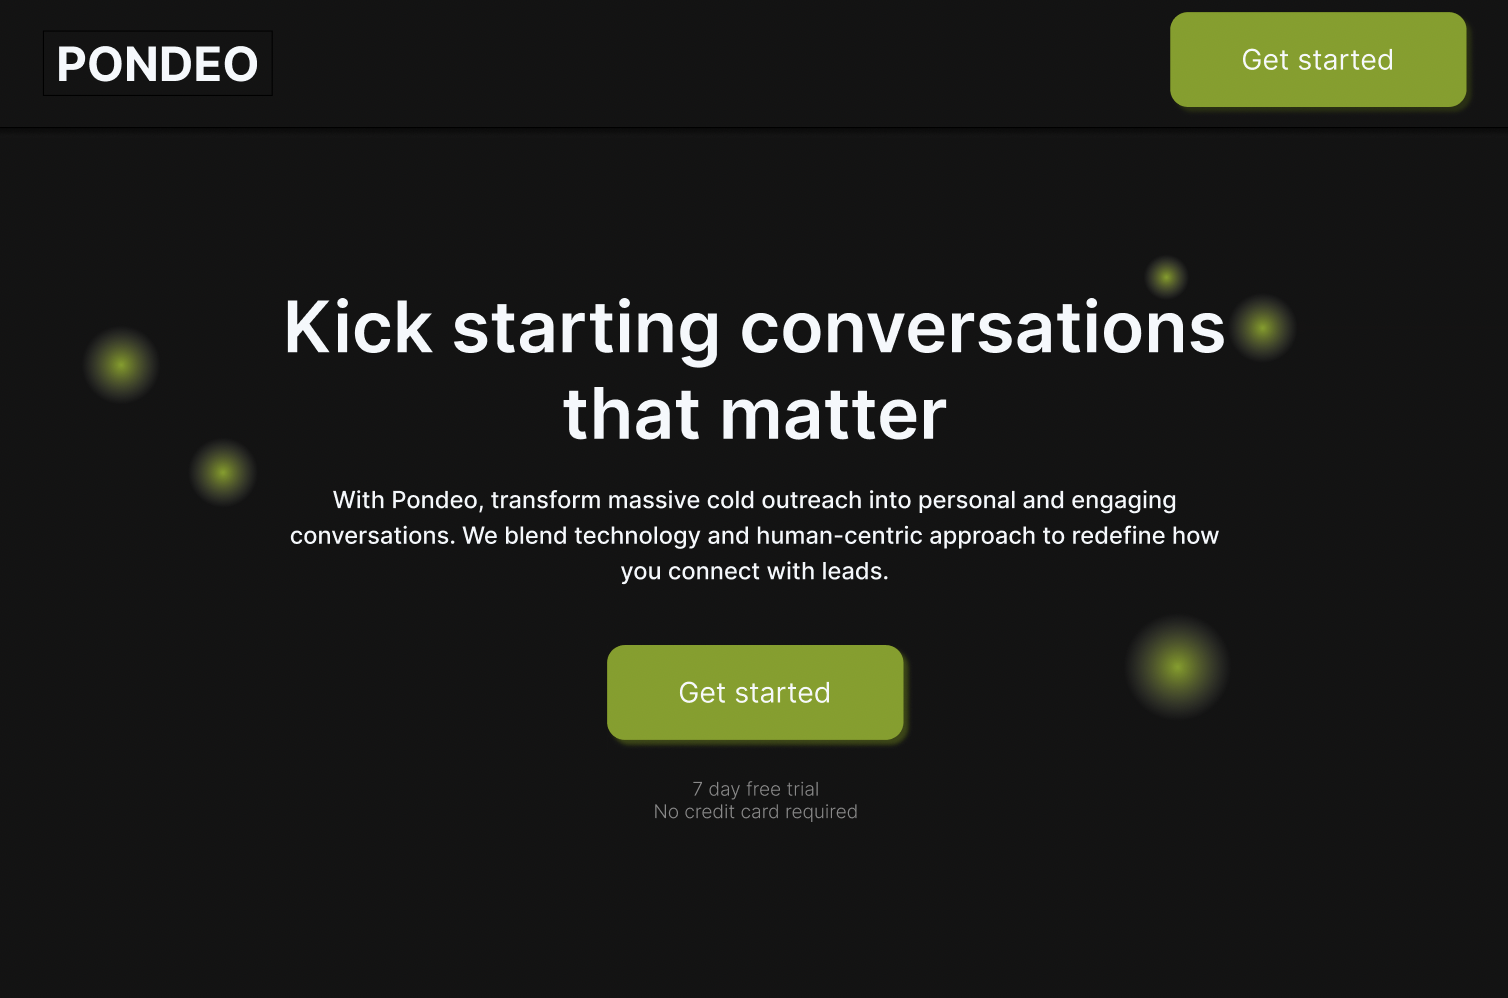 PONDEO
Get started
Kick starting conversations
that matter
With Pondeo, transform massive cold outreach into personal and engaging
conversations. We blend technology and human-centric approach to redefine how
you connect with leads.
Get started
7 day free trial
No credit card required